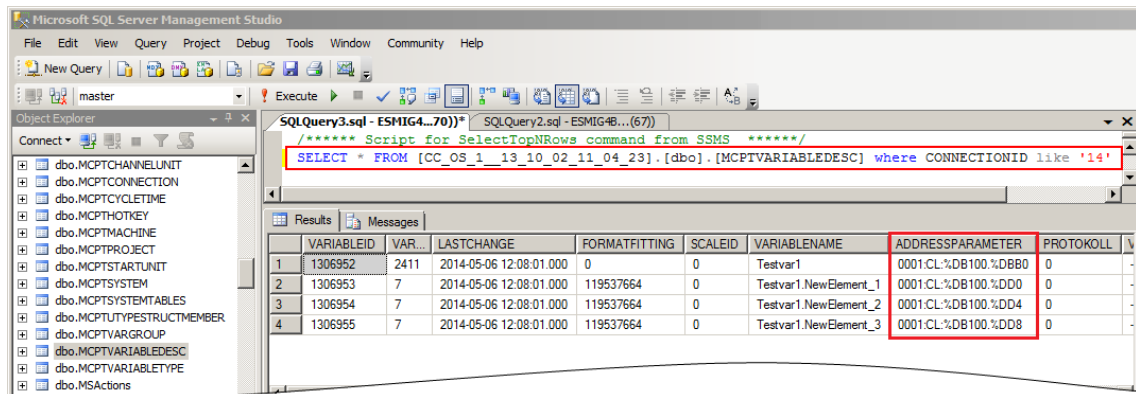 Microsoft SQL Server Management Studio
File Edit View Query Project Debug Tools Window Community Help
New Query
master Execute
Object Explorer
SQLQuery3.sql - ESMIG4...70))* SQLQuery2.sql - ESMIG4B...(67))
Connect
/****** Script for SelectTopNRows command from SSMS ******/
SELECT * FROM [CC_OS_1__13_10_02_11_04_23].[dbo].[MCPTVARIABLEDESC] where CONNECTIONID like '14'
dbo.MCPTCHANNELUNIT
dbo.MCPTCONNECTION
dbo.MCPTCYCLETIME
dbo.MCPTHOTKEY
dbo.MCPTMACHINE
dbo.MCPTPROJECT
dbo.MCPTSTARTUNIT
dbo.MCPTSYSTEM
dbo.MCPTSYSTEMTABLES
dbo.MCPTUTYPESTRUCTMEMBER
dbo.MCPTVARGROUP
dbo.MCPTVARIABLEDESC
dbo.MCPTVARIABLETYPE
dbo.MSActions
Results Messages
VARIABLEID VAR... LASTCHANGE FORMATFITTING SCALEID VARIABLENAME ADDRESSPARAMETER PROTOKOLL V
1 1306952 2411 2014-05-06 12:08:01.000 0 0 Testvar1 0001:CL:%DB100.%DBB0 0 -
2 1306953 7 2014-05-06 12:08:01.000 119537664 0 Testvar1.NewElement_1 0001:CL:%DB100.%DD0 0 -
3 1306954 7 2014-05-06 12:08:01.000 119537664 0 Testvar1.NewElement_2 0001:CL:%DB100.%DD4 0 -
4 1306955 7 2014-05-06 12:08:01.000 119537664 0 Testvar1.NewElement_3 0001:CL:%DB100.%DD8 0 -